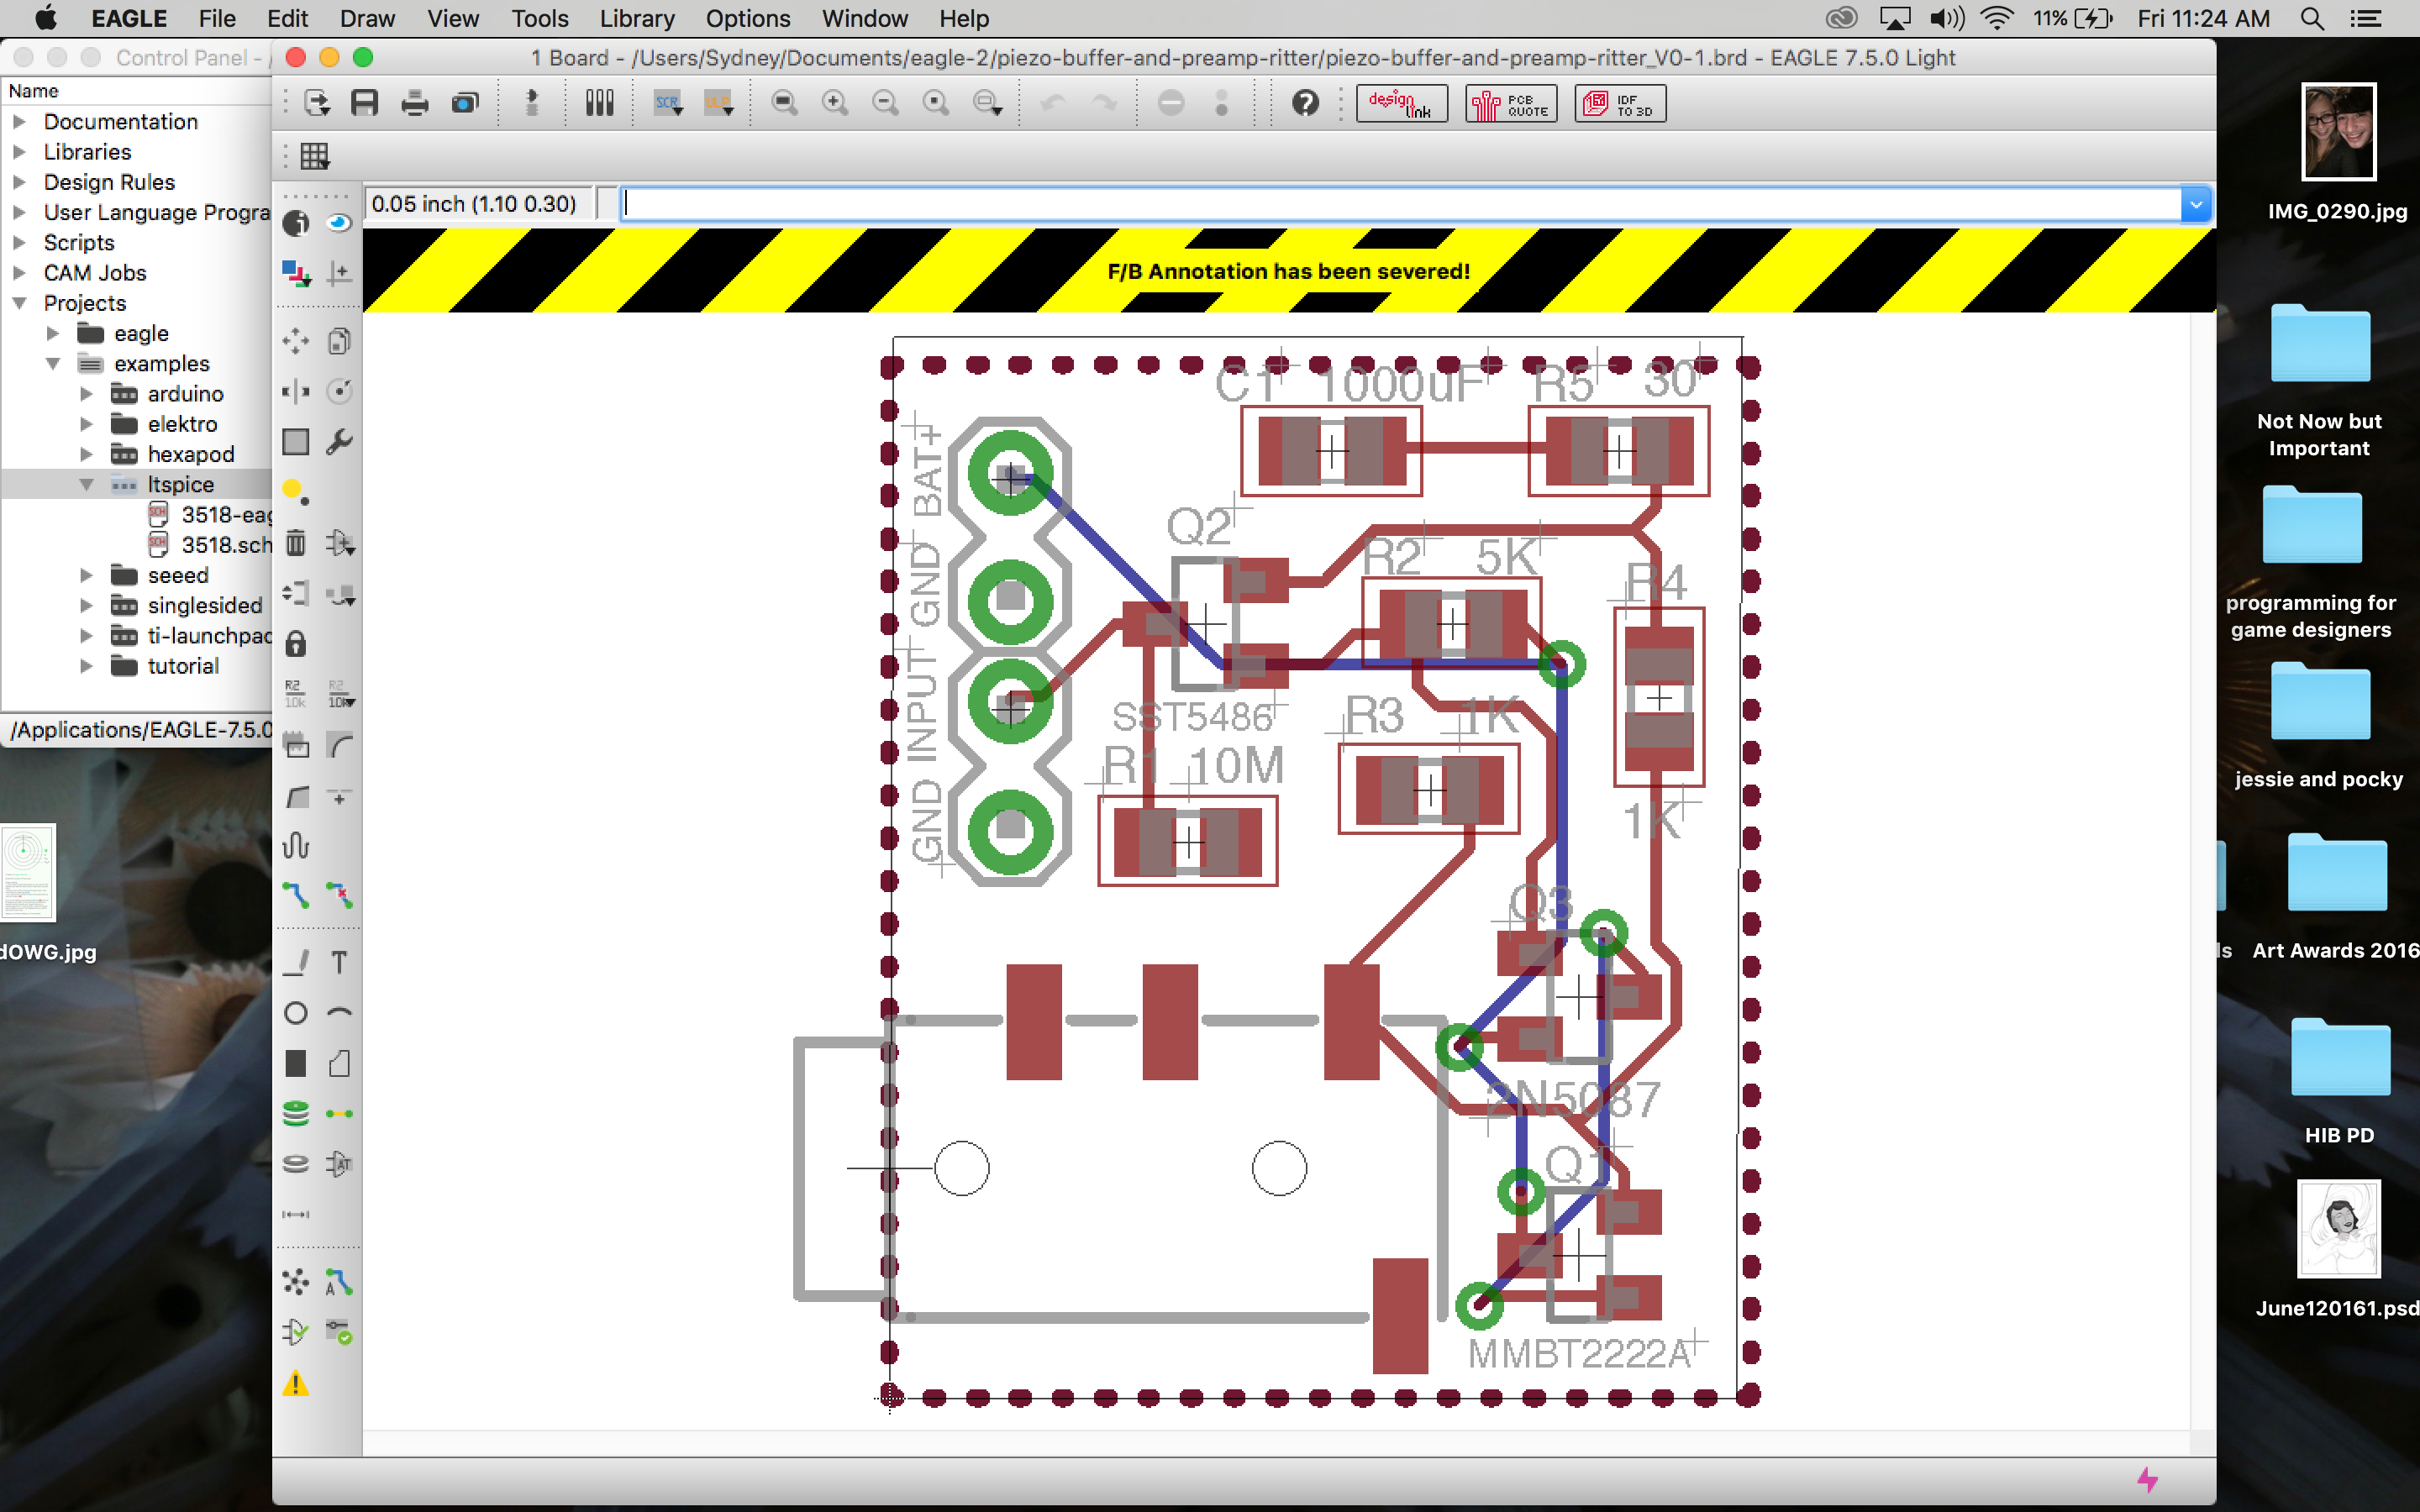 EAGLE File Edit Draw View Tools Library Options Window Help 11% Fri 11:24 AM
Control Panel - /
1 Board - /Users/Sydney/Documents/eagle-2/piezo-buffer-and-preamp-ritter/piezo-buffer-and-preamp-ritter_V0-1.brd - EAGLE 7.5.0 Light
Name
Documentation
Libraries
Design Rules
User Language Progra
Scripts
CAM Jobs
Projects
eagle
examples
arduino
elektro
hexapod
ltspice
3518-eag
3518.sch
seeed
singlesided
ti-launchpad
tutorial
/Applications/EAGLE-7.5.0
SCR ULP
design link
PCB QUOTE
IDF TO 3D
0.05 inch (1.10 0.30)
F/B Annotation has been severed!
R2 10k
R2 10k
C1 1000uF R5 30
BAT+
GND
INPUT
GND
Q2
R2 5K
R4
SST5486
R3 1K
R1 10M
1K
Q3
2N5087
Q1
MMBT2222A
IMG_0290.jpg
Not Now but
Important
programming for
game designers
jessie and pocky
ls
Art Awards 2016
HIB PD
June120161.psd
dOWG.jpg